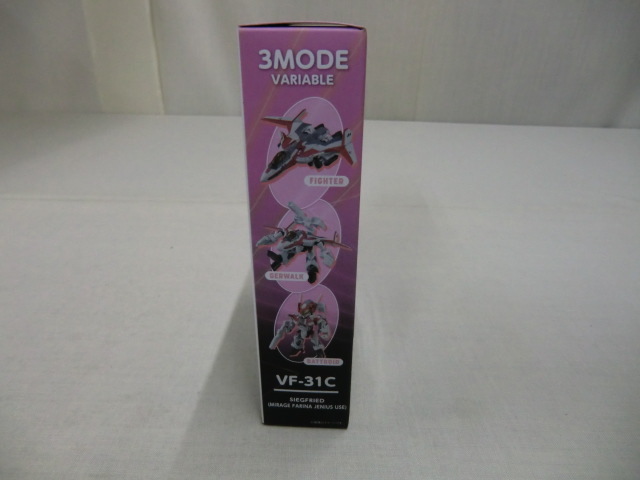 3MODE
VARIABLE
FIGHTER
GERWALK
BATTROID
VF-31C
SIEGFRIED
(MIRAGE FARINA JENIUS USE)